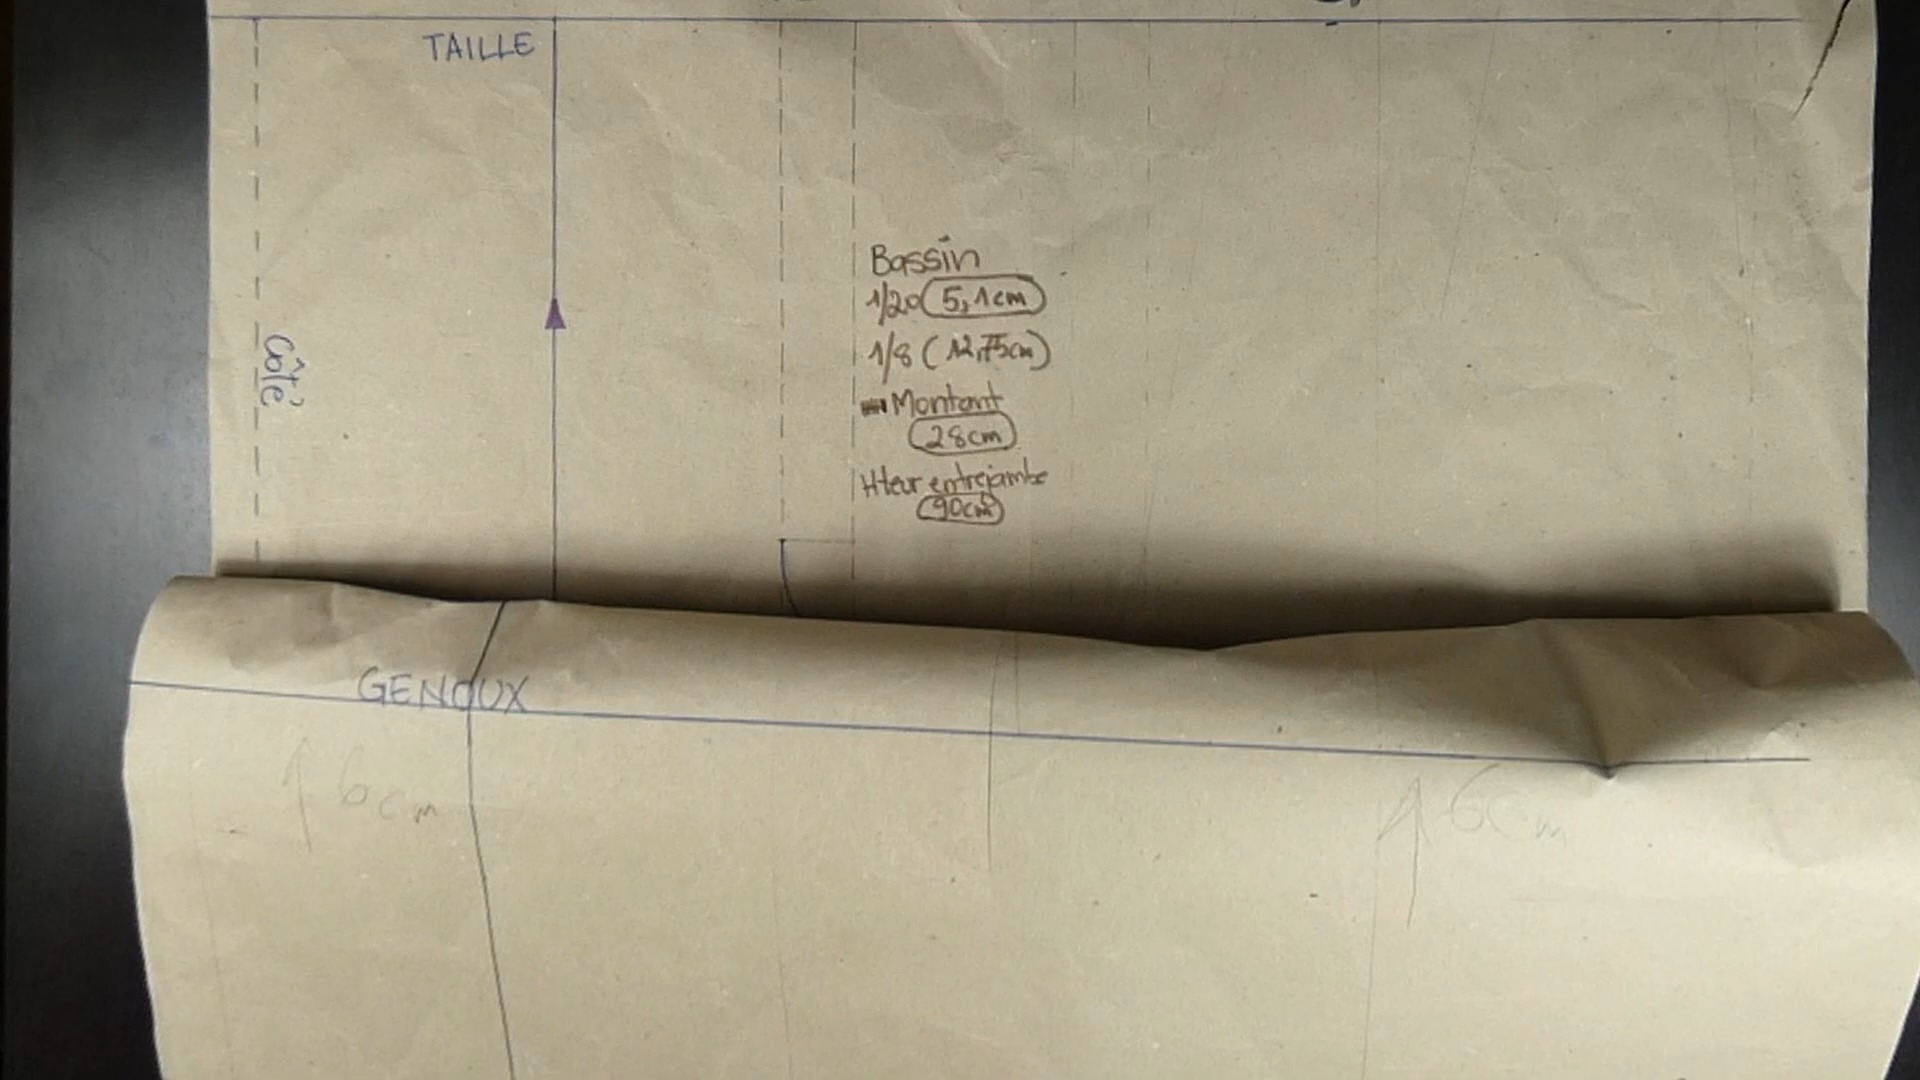 TAILLE
Côté
Bassin
1/20 5,1cm
1/8 (12,75cm)
Montant
28cm
Hteur entrejambe
90cm
GENOUX
6cm
6cm